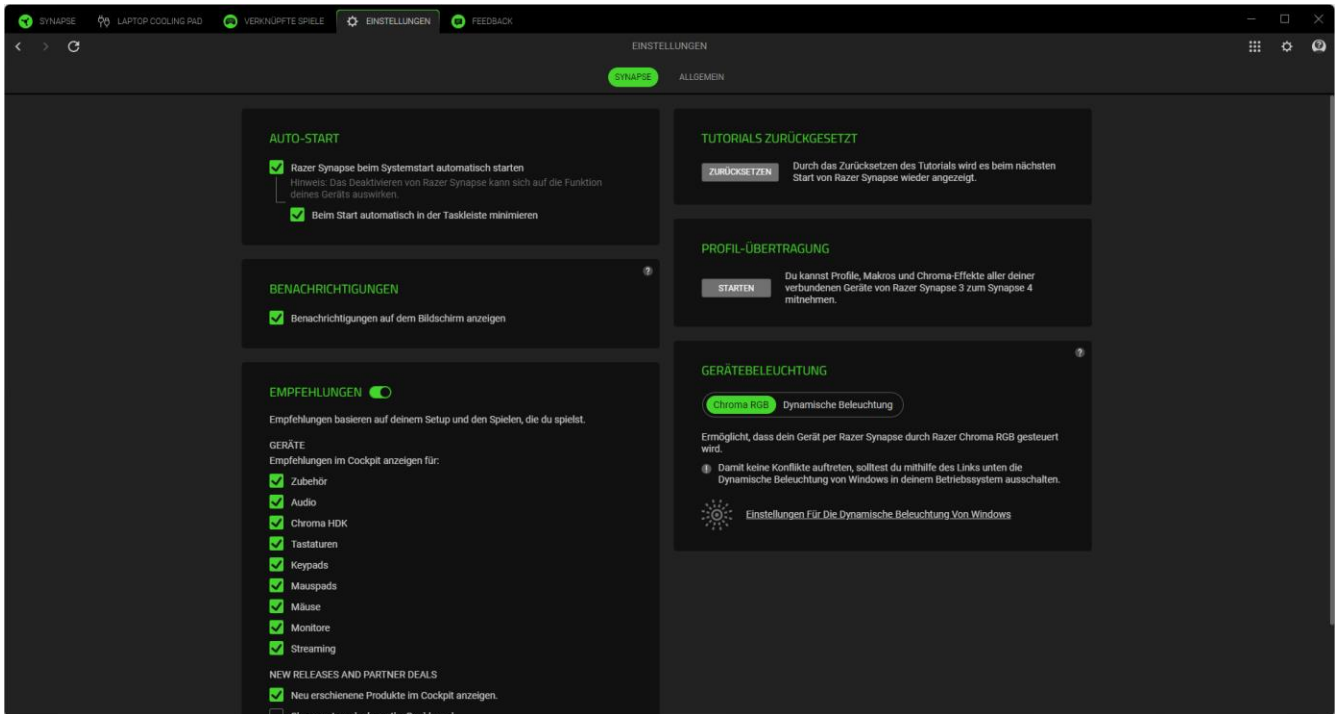 SYNAPSE
LAPTOP COOLING PAD
VERKNÜPFTE SPIELE
EINSTELLUNGEN
FEEDBACK
EINSTELLUNGEN
SYNAPSE
ALLGEMEIN
AUTO-START
Razer Synapse beim Systemstart automatisch starten
Hinweis: Das Deaktivieren von Razer Synapse kann sich auf die Funktion
deines Geräts auswirken.
Beim Start automatisch in der Taskleiste minimieren
BENACHRICHTIGUNGEN
Benachrichtigungen auf dem Bildschirm anzeigen
EMPFEHLUNGEN
Empfehlungen basieren auf deinem Setup und den Spielen, die du spielst.
GERÄTE
Empfehlungen im Cockpit anzeigen für:
Zubehör
Audio
Chroma HDK
Tastaturen
Keypads
Mauspads
Mäuse
Monitore
Streaming
NEW RELEASES AND PARTNER DEALS
Neu erschienene Produkte im Cockpit anzeigen.
TUTORIALS ZURÜCKGESETZT
ZURÜCKSETZEN
Durch das Zurücksetzen des Tutorials wird es beim nächsten
Start von Razer Synapse wieder angezeigt.
PROFIL-ÜBERTRAGUNG
STARTEN
Du kannst Profile, Makros und Chroma-Effekte aller deiner
verbundenen Geräte von Razer Synapse 3 zum Synapse 4
mitnehmen.
GERÄTEBELEUCHTUNG
Chroma RGB
Dynamische Beleuchtung
Ermöglicht, dass dein Gerät per Razer Synapse durch Razer Chroma RGB gesteuert
wird.
Damit keine Konflikte auftreten, solltest du mithilfe des Links unten die
Dynamische Beleuchtung von Windows in deinem Betriebssystem ausschalten.
Einstellungen Für Die Dynamische Beleuchtung Von Windows